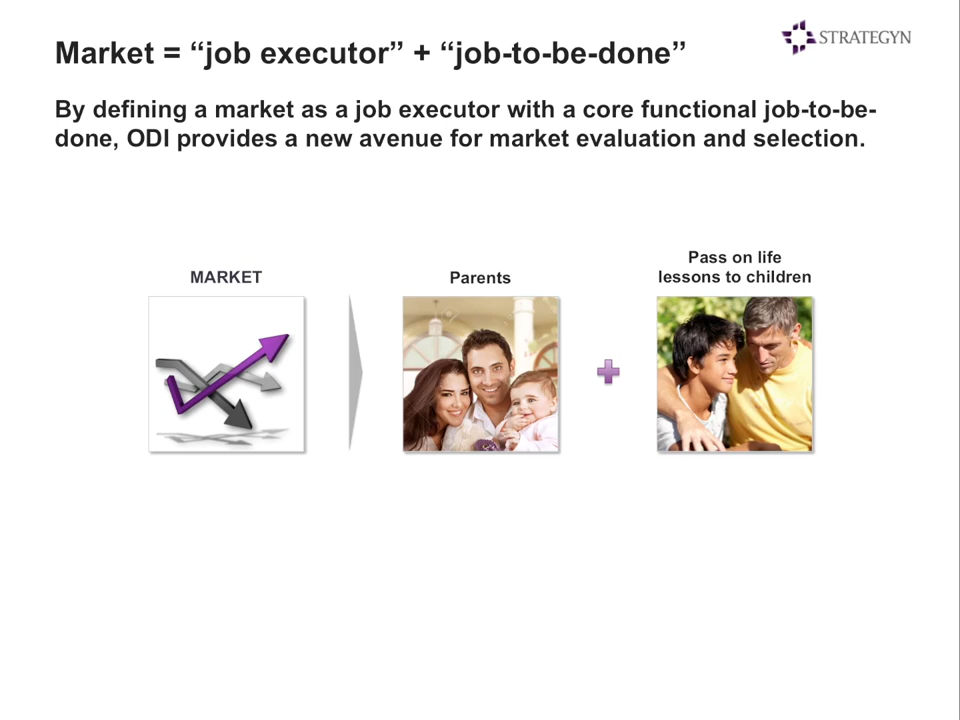 STRATEGYN
Market = “job executor” + “job-to-be-done”
By defining a market as a job executor with a core functional job-to-be-
done, ODI provides a new avenue for market evaluation and selection.
MARKET
Parents
Pass on life
lessons to children